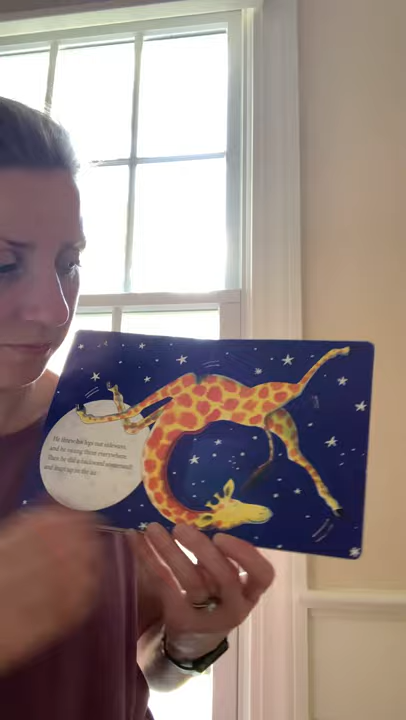 He threw his legs out sideways,
and he swung them everywhere.
Then he did a backward somersault
and leapt up in the air.